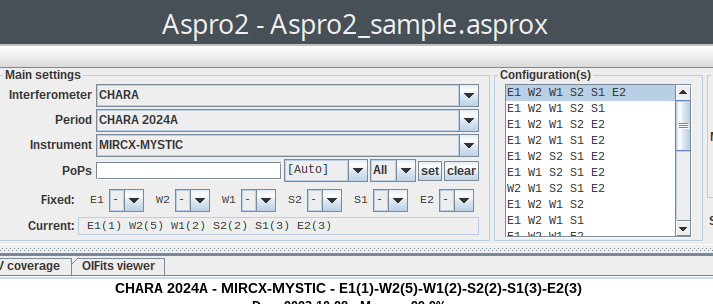 Aspro2 - Aspro2_sample.asprox
Main settings
Interferometer CHARA
Period CHARA 2024A
Instrument MIRCX-MYSTIC
PoPs [Auto] All set clear
Fixed: E1 - W2 - W1 - S2 - S1 - E2 -
Current: E1(1) W2(5) W1(2) S2(2) S1(3) E2(3)
Configuration(s)
E1 W2 W1 S2 S1 E2
E1 W2 W1 S2 S1
E1 W2 W1 S2 E2
E1 W2 W1 S1 E2
E1 W2 S2 S1 E2
E1 W1 S2 S1 E2
W2 W1 S2 S1 E2
E1 W2 W1 S2
E1 W2 W1 S1
E1 W2 W1 E2
V coverage OIFits viewer
CHARA 2024A - MIRCX-MYSTIC - E1(1)-W2(5)-W1(2)-S2(2)-S1(3)-E2(3)